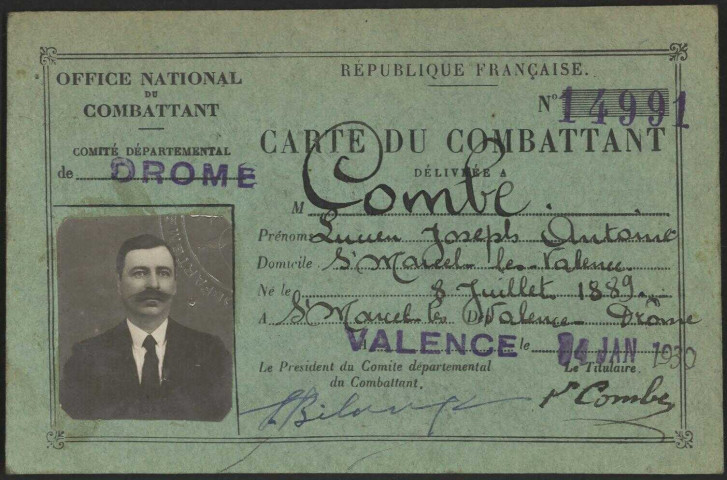 OFFICE NATIONAL
DU
COMBATTANT
COMITÉ DÉPARTEMENTAL
de DROME
RÉPUBLIQUE FRANÇAISE.
N° 14991
CARTE DU COMBATTANT
DÉLIVRÉE A
M Combe
Prénoms Lucien Joseph Antoine
Domicile St Marcel-les-Valence
Né le 8 Juillet 1889
A St Marcel les Valence Drôme
VALENCE le 24 JAN 1930
Le Président du Comité départemental
du Combattant.
Le Titulaire.
Combe